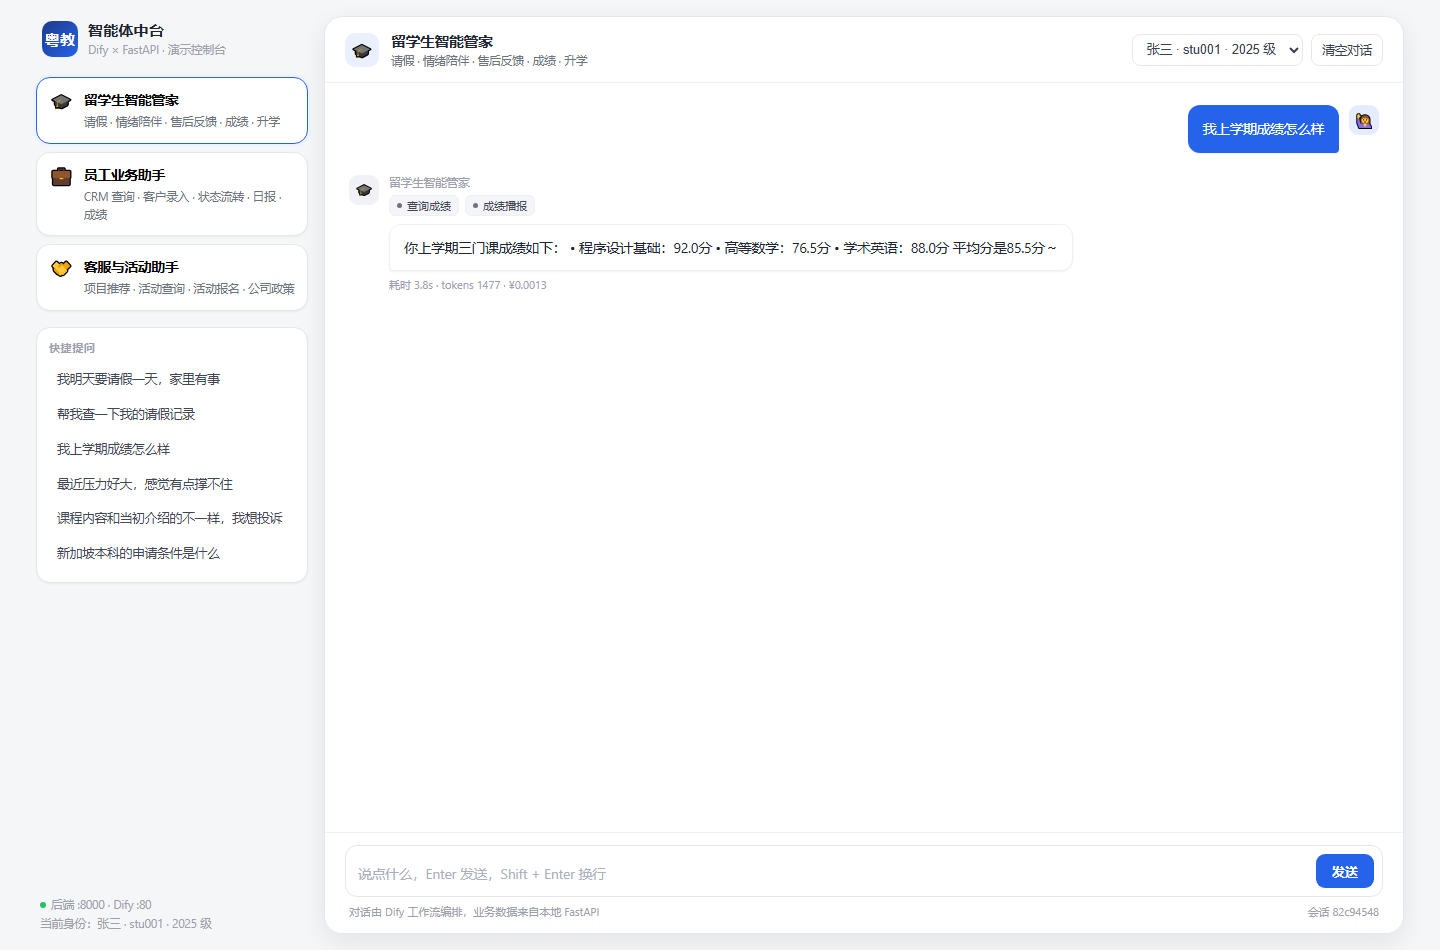 粤教
智能体中台
Dify × FastAPI · 演示控制台
留学生智能管家
请假 · 情绪陪伴 · 售后反馈 · 成绩 · 升学
员工业务助手
CRM 查询 · 客户录入 · 状态流转 · 日报 ·
成绩
客服与活动助手
项目推荐 · 活动查询 · 活动报名 · 公司政策
快捷提问
我明天要请假一天，家里有事
帮我查一下我的请假记录
我上学期成绩怎么样
最近压力好大，感觉有点撑不住
课程内容和当初介绍的不一样，我想投诉
新加坡本科的申请条件是什么
后端 :8000 · Dify :80
当前身份：张三 · stu001 · 2025 级
留学生智能管家
请假 · 情绪陪伴 · 售后反馈 · 成绩 · 升学
张三 · stu001 · 2025 级
清空对话
我上学期成绩怎么样
留学生智能管家
查询成绩
成绩播报
你上学期三门课成绩如下： • 程序设计基础：92.0分 • 高等数学：76.5分 • 学术英语：88.0分 平均分是85.5分～
耗时 3.8s · tokens 1477 · ¥0.0013
说点什么，Enter 发送，Shift + Enter 换行
发送
对话由 Dify 工作流编排，业务数据来自本地 FastAPI
会话 82c94548